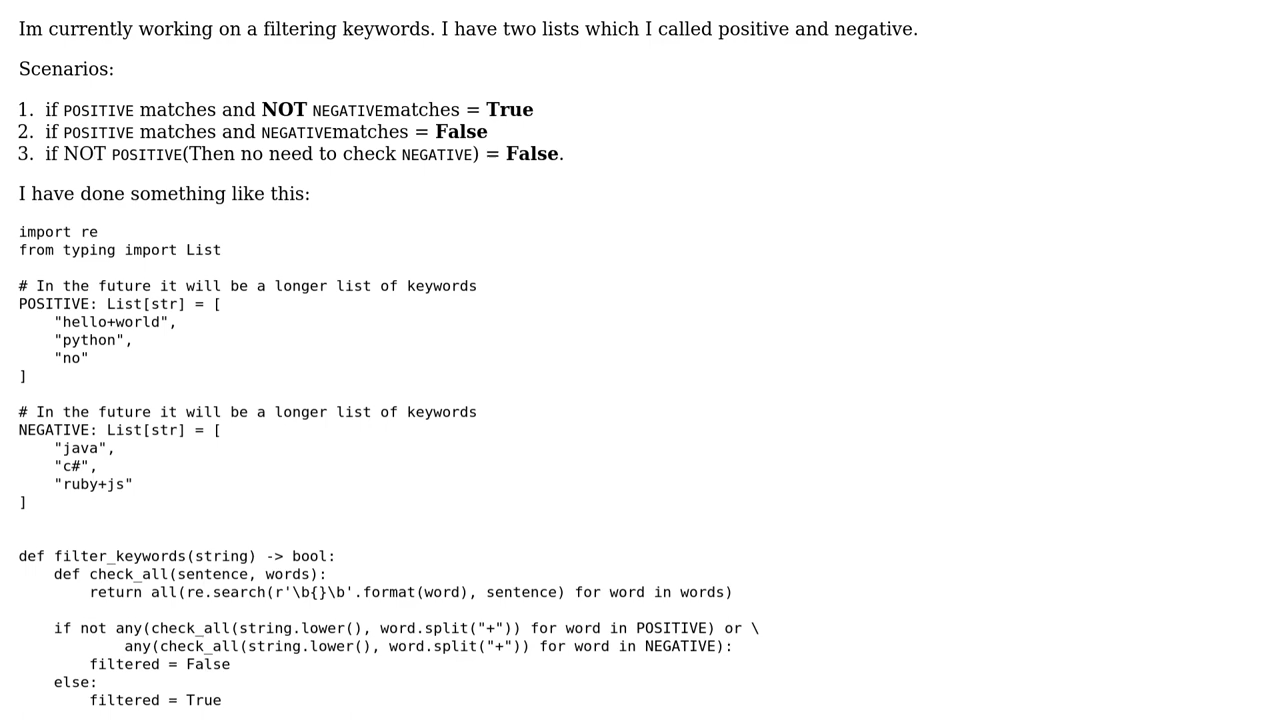 Im currently working on a filtering keywords. I have two lists which I called positive and negative.
Scenarios:
1. if POSITIVE matches and NOT NEGATIVEmatches = True
2. if POSITIVE matches and NEGATIVEmatches = False
3. if NOT POSITIVE(Then no need to check NEGATIVE) = False.
I have done something like this:
import re
from typing import List
# In the future it will be a longer list of keywords
POSITIVE: List[str] = [
    "hello+world",
    "python",
    "no"
]
# In the future it will be a longer list of keywords
NEGATIVE: List[str] = [
    "java",
    "c#",
    "ruby+js"
]
def filter_keywords(string) -> bool:
    def check_all(sentence, words):
        return all(re.search(r'\b{}\b'.format(word), sentence) for word in words)
    if not any(check_all(string.lower(), word.split("+")) for word in POSITIVE) or \
            any(check_all(string.lower(), word.split("+")) for word in NEGATIVE):
        filtered = False
    else:
        filtered = True